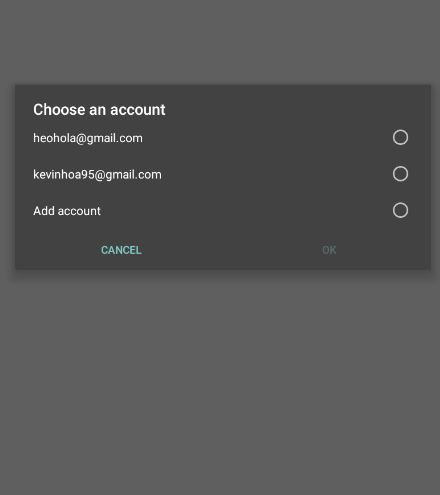 Choose an account
heohola@gmail.com
kevinhoa95@gmail.com
Add account
CANCEL
OK